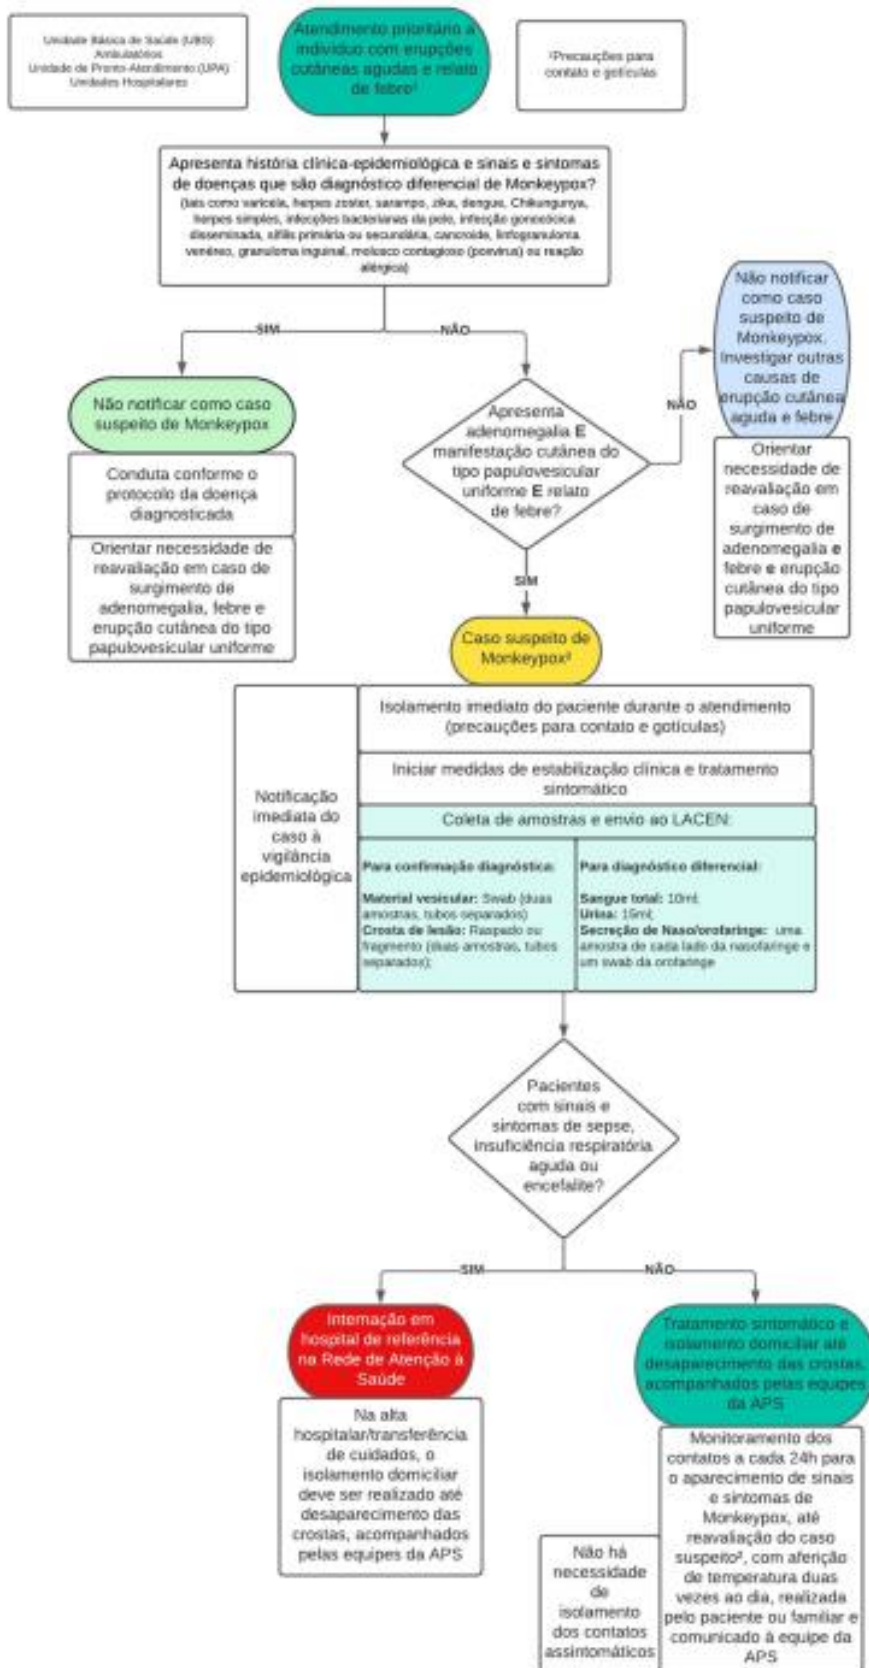 Unidade Básica de Saúde (UBS)
Ambulatórios
Unidade de Pronto-Atendimento (UPA)
Unidades Hospitalares
Atendimento prioritário a
indivíduo com erupções
cutâneas agudas e relato
de febre¹
¹Precauções para
contato e gotículas
Apresenta história clínica-epidemiológica e sinais e sintomas
de doenças que são diagnóstico diferencial de Monkeypox?
(tais como varicela, herpes zoster, sarampo, zika, dengue, Chikungunya,
herpes simples, infecções bacterianas da pele, infecção gonocócica
disseminada, sífilis primária ou secundária, cancroide, linfogranuloma
venéreo, granuloma inguinal, molusco contagioso (poxvirus) ou reação
alérgica)
SIM
NÃO
Não notificar como caso
suspeito de Monkeypox
Conduta conforme o
protocolo da doença
diagnosticada
Orientar necessidade de
reavaliação em caso de
surgimento de
adenomegalia, febre e
erupção cutânea do tipo
papulovesicular uniforme
Apresenta
adenomegalia E
manifestação cutânea do
tipo papulovesicular
uniforme E relato
de febre?
NÃO
Não notificar
como caso
suspeito de
Monkeypox.
Investigar outras
causas de
erupção cutânea
aguda e febre
Orientar
necessidade de
reavaliação em
caso de
surgimento de
adenomegalia e
febre e erupção
cutânea do tipo
papulovesicular
uniforme
SIM
Caso suspeito de
Monkeypox²
Notificação
imediata do
caso à
vigilância
epidemiológica
Isolamento imediato do paciente durante o atendimento
(precauções para contato e gotículas)
Iniciar medidas de estabilização clínica e tratamento
sintomático
Coleta de amostras e envio ao LACEN:
Para confirmação diagnóstica:
Material vesicular: Swab (duas
amostras, tubos separados)
Crosta de lesão: Raspado ou
fragmento (duas amostras, tubos
separados);
Para diagnóstico diferencial:
Sangue total: 10ml;
Urina: 15ml;
Secreção de Naso/orofaringe: uma
amostra de cada lado da nasofaringe e
um swab da orofaringe
Pacientes
com sinais e
sintomas de sepse,
insuficiência respiratória
aguda ou
encefalite?
SIM
NÃO
Internação em
hospital de referência
na Rede de Atenção à
Saúde
Na alta
hospitalar/transferência
de cuidados, o
isolamento domiciliar
deve ser realizado até
desaparecimento das
crostas, acompanhados
pelas equipes da APS
Tratamento sintomático e
isolamento domiciliar até
desaparecimento das crostas,
acompanhados pelas equipes
da APS
Não há
necessidade
de
isolamento
dos contatos
assintomáticos
Monitoramento dos
contatos a cada 24h para
o aparecimento de sinais
e sintomas de
Monkeypox, até
reavaliação do caso
suspeito², com aferição
de temperatura duas
vezes ao dia, realizada
pelo paciente ou familiar e
comunicado à equipe da
APS